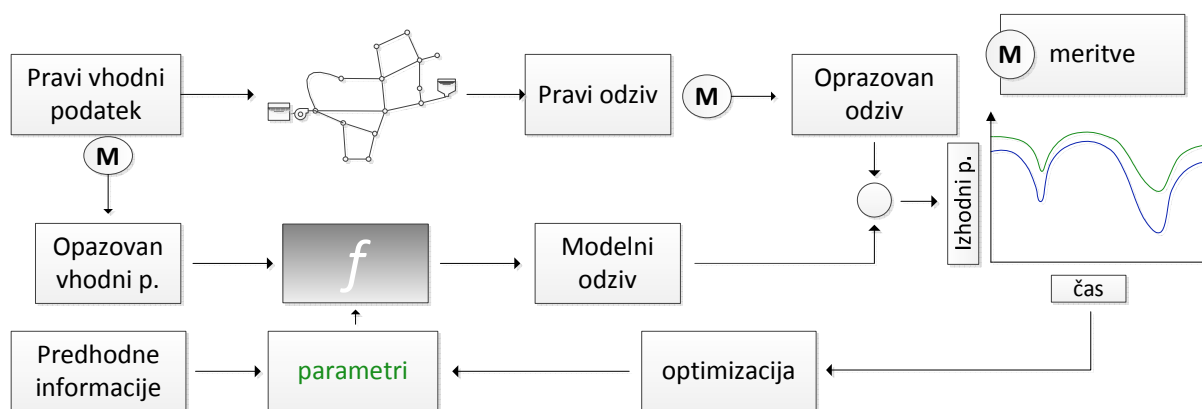 Pravi vhodni
podatek
Pravi odziv
M
Oprazovan
odziv
M
meritve
M
Opazovan
vhodni p.
f
Modelni
odziv
Izhodni p.
čas
Predhodne
informacije
parametri
optimizacija